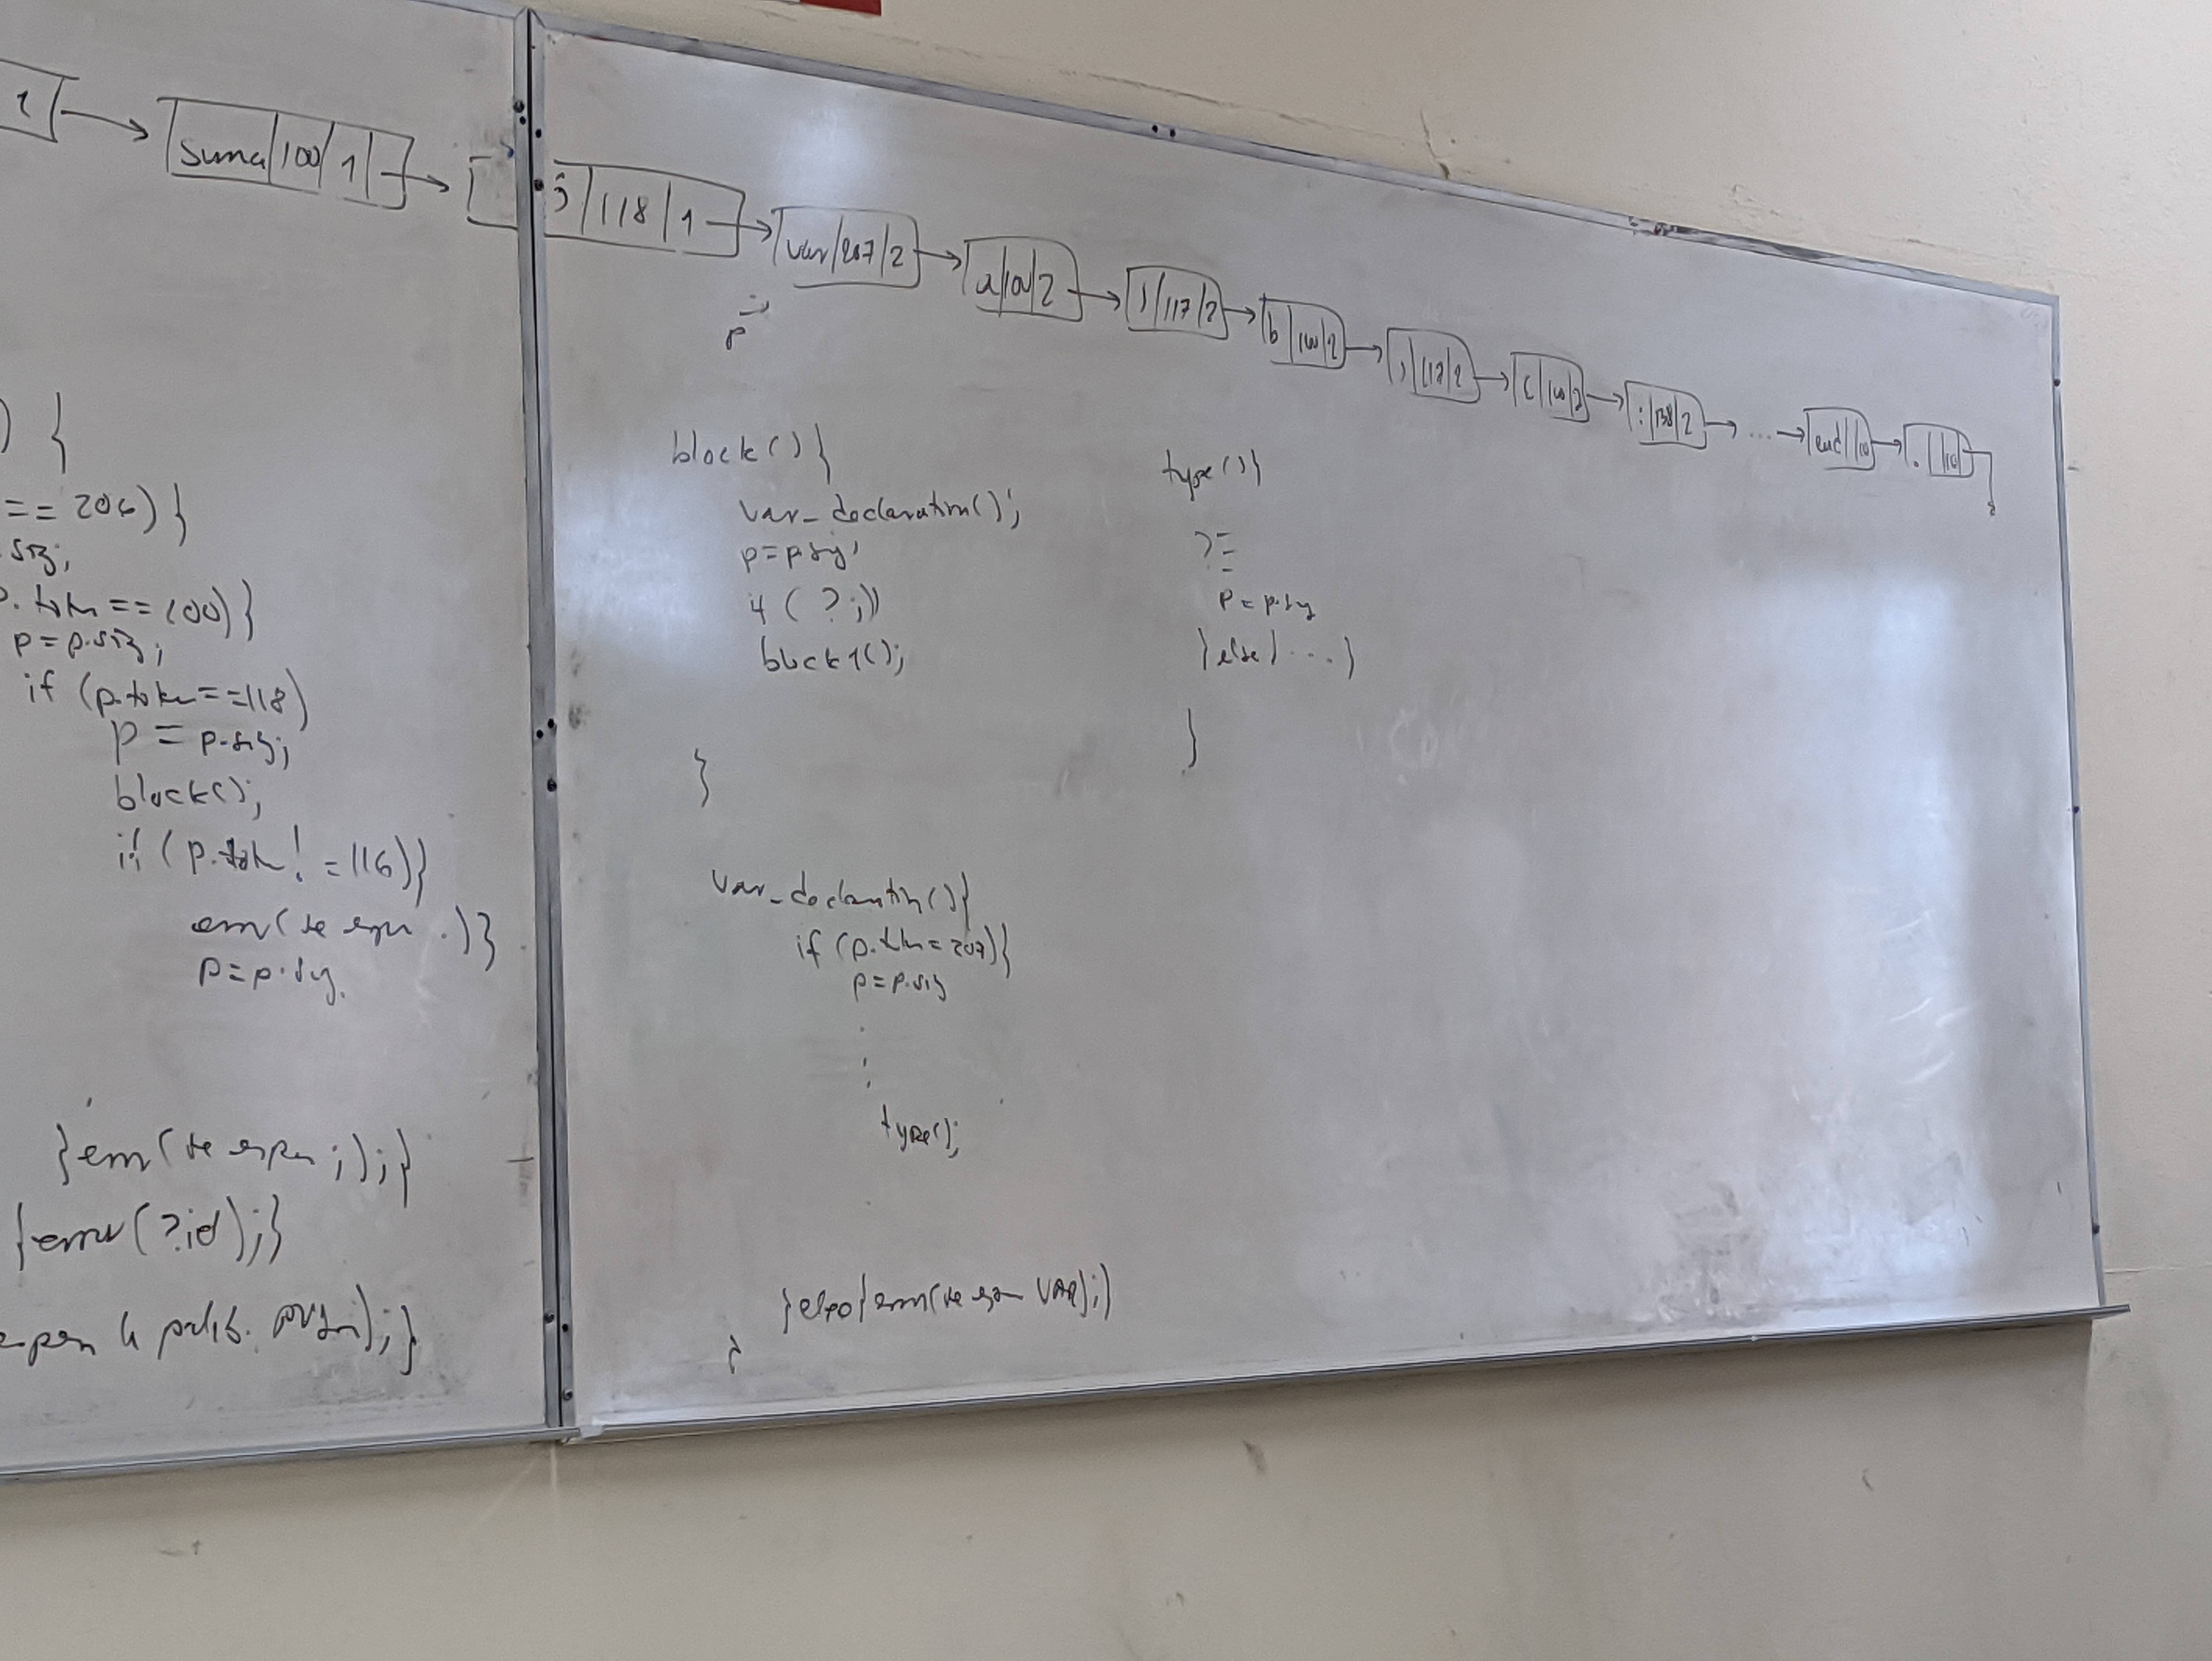 1
suma|100|1
;|118|1
var|207|2
a|100|2
,|117|2
b|100|2
,|117|2
c|100|2
:|138|2
...
end| |10
.| |10
p
) {
== 206) {
.sig;
p.token == 100) {
p = p.sig;
if (p.token == 118)
p = p.sig;
block();
if (p.token != 116) {
error(se espera .) }
p = p.sig.
} error(se espera ;); }
{ error(?id); }
espera la palab. program); }
block() {
var_declaration();
p = p.sig;
if ( ? ; ))
block1();
}
type() {
? =
p = p.sig
} else { .... }
}
var_declaration() {
if (p.token = 207) {
p = p.sig
type();
} else { error(se espera VAR); }
}